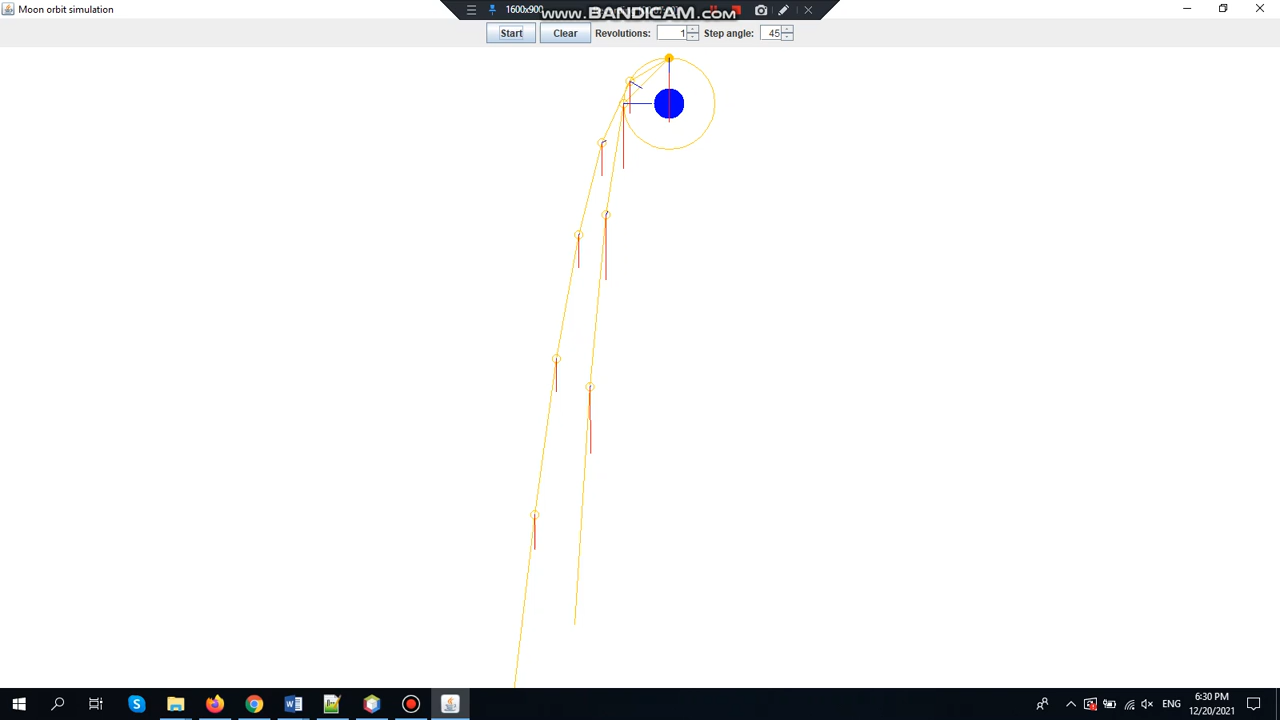 Moon orbit simulation
1600x900
www.BANDICAM.com
Start Clear Revolutions: 1 Step angle: 45
ENG
6:30 PM
12/20/2021